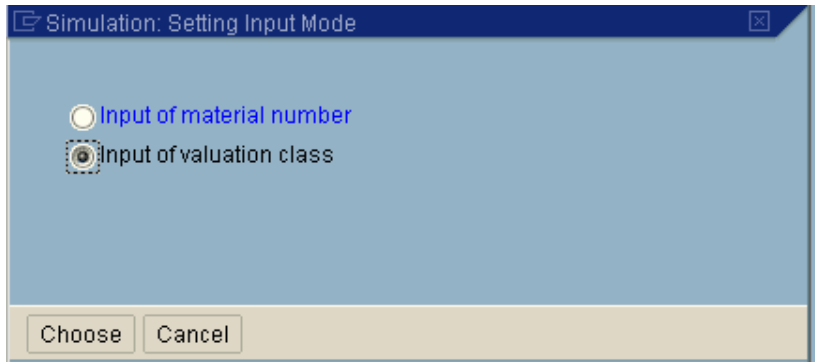 Simulation: Setting Input Mode
Input of material number
Input of valuation class
Choose Cancel